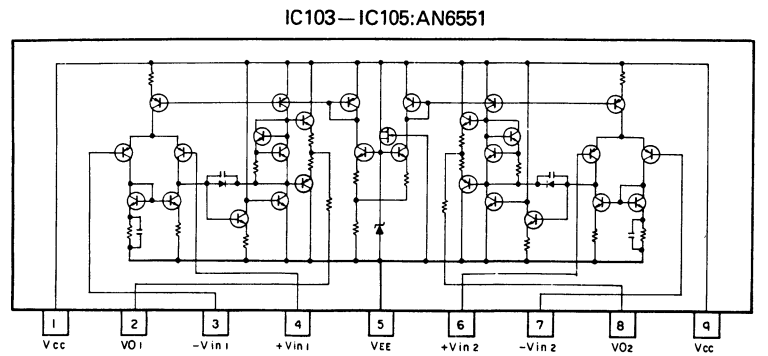 IC103—IC105:AN6551
1 2 3 4 5 6 7 8 9
Vcc VO1 -Vin1 +Vin1 VEE +Vin2 -Vin2 VO2 Vcc